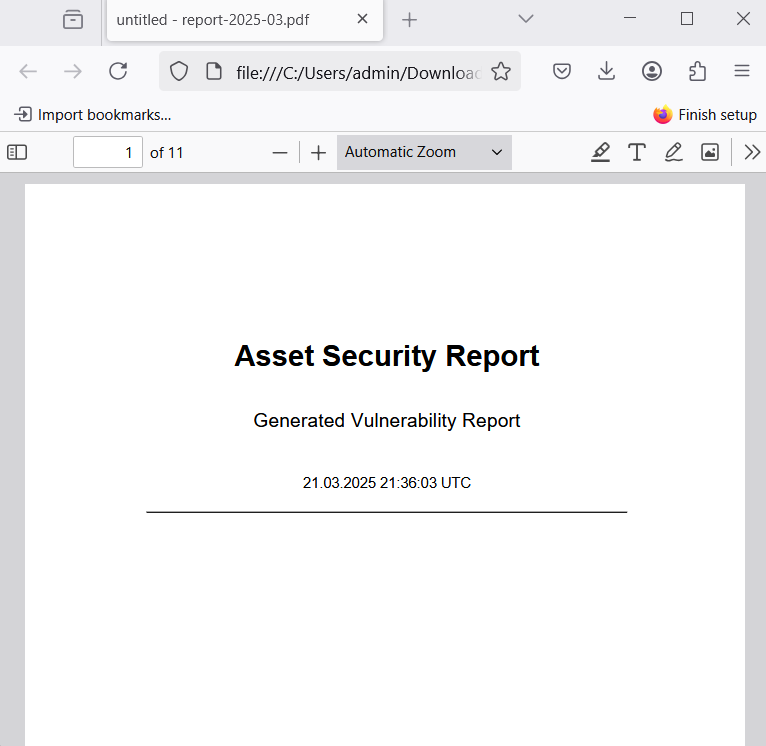 untitled - report-2025-03.pdf
file:///C:/Users/admin/Downloa
Import bookmarks...
Finish setup
1 of 11
Automatic Zoom
Asset Security Report
Generated Vulnerability Report
21.03.2025 21:36:03 UTC